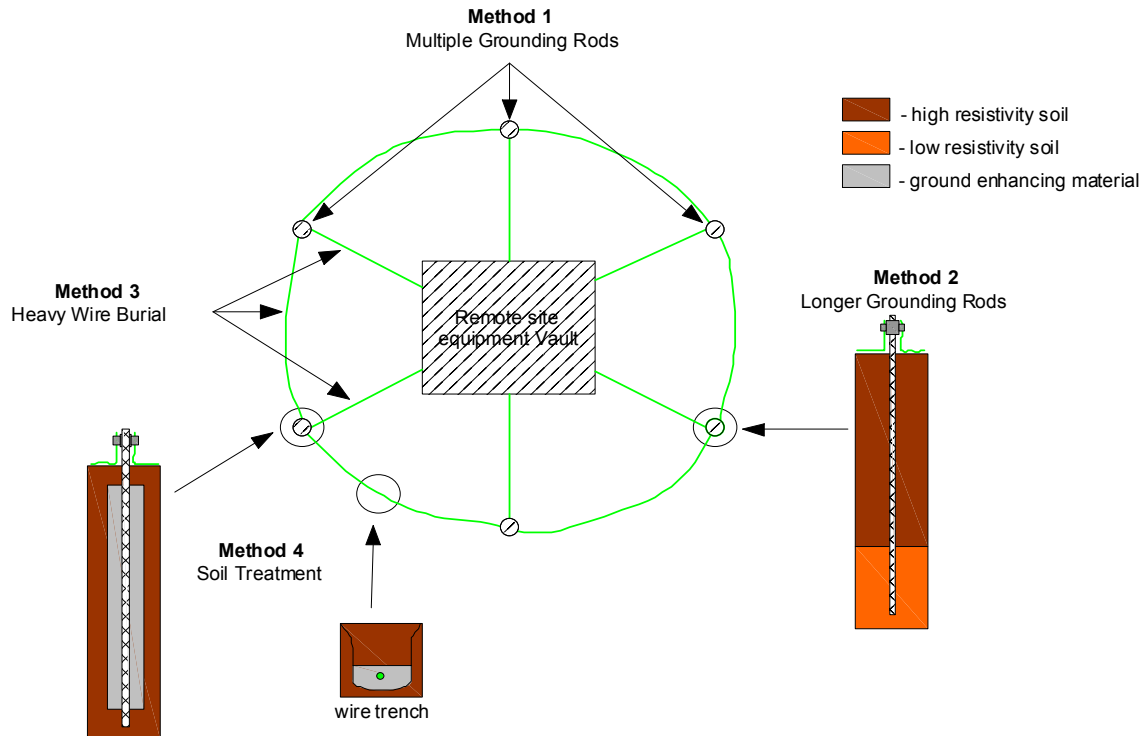 Method 1
Multiple Grounding Rods
- high resistivity soil
- low resistivity soil
- ground enhancing material
Method 2
Longer Grounding Rods
Method 3
Heavy Wire Burial
Remote site
equipment Vault
Method 4
Soil Treatment
wire trench